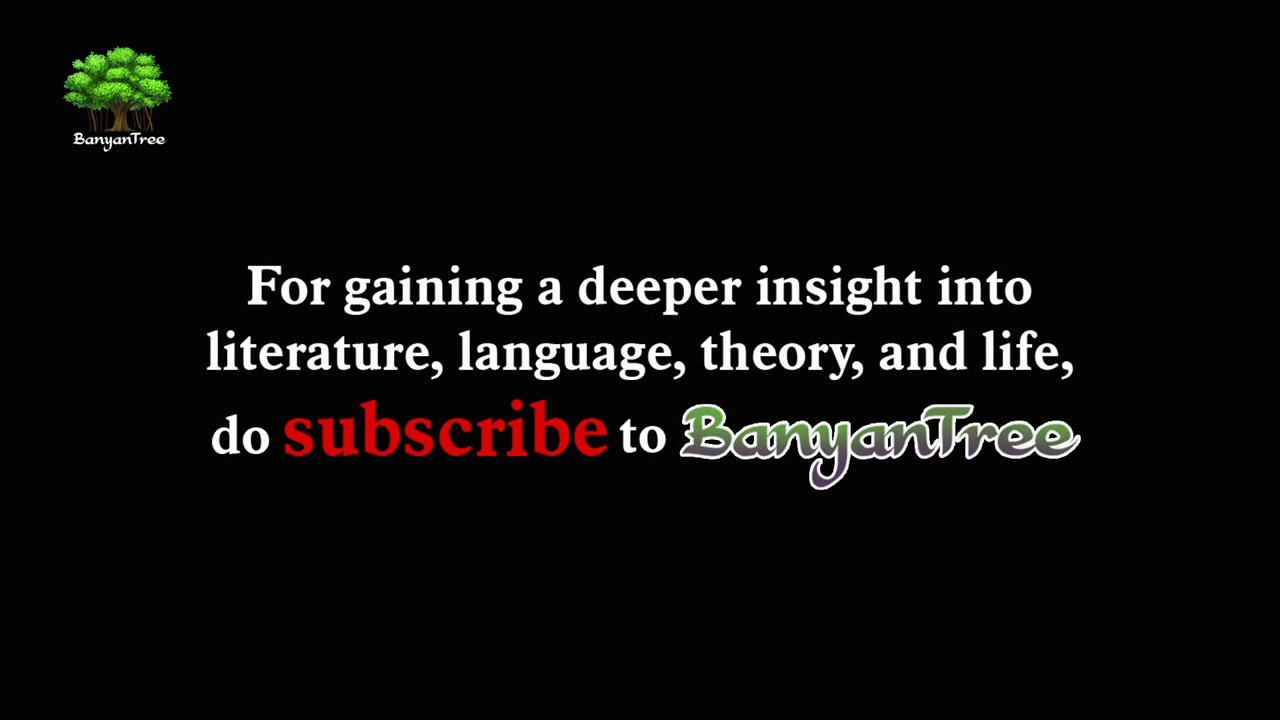 BanyanTree
For gaining a deeper insight into
literature, language, theory, and life,
do subscribe to BanyanTree